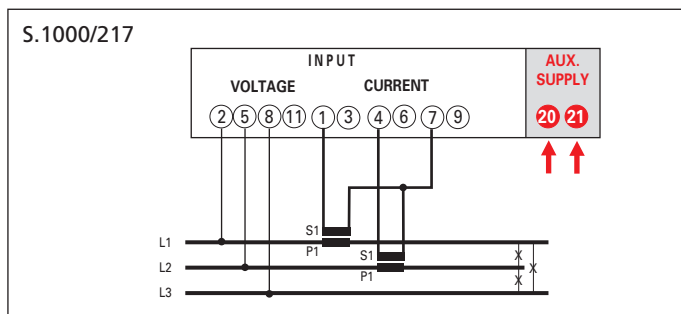 S.1000/217
INPUT
AUX.
SUPPLY
VOLTAGE CURRENT
2 5 8 11 1 3 4 6 7 9 20 21
S1
L1
P1
S1
X
L2
X
P1
X
L3